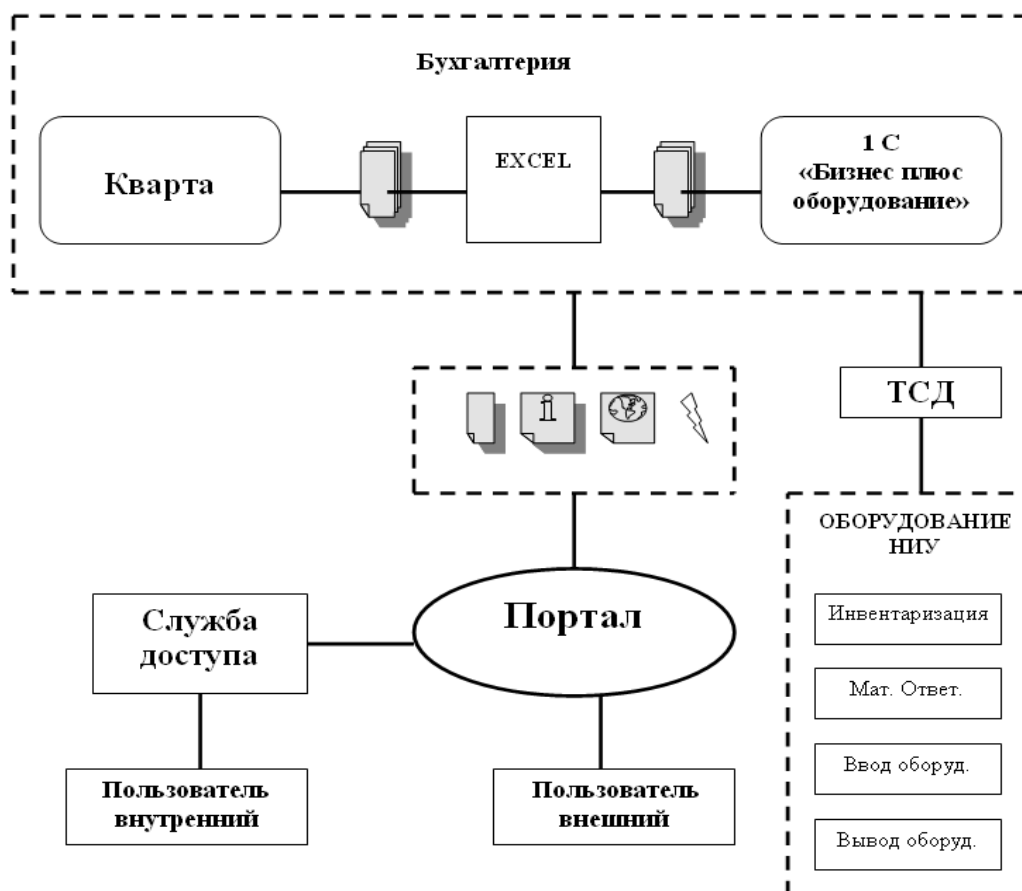 Бухгалтерия
Кварта
EXCEL
1 С
«Бизнес плюс
оборудование»
ТСД
ОБОРУДОВАНИЕ
НИУ
Инвентаризация
Мат. Ответ.
Ввод оборуд.
Вывод оборуд.
Портал
Служба
доступа
Пользователь
внутренний
Пользователь
внешний